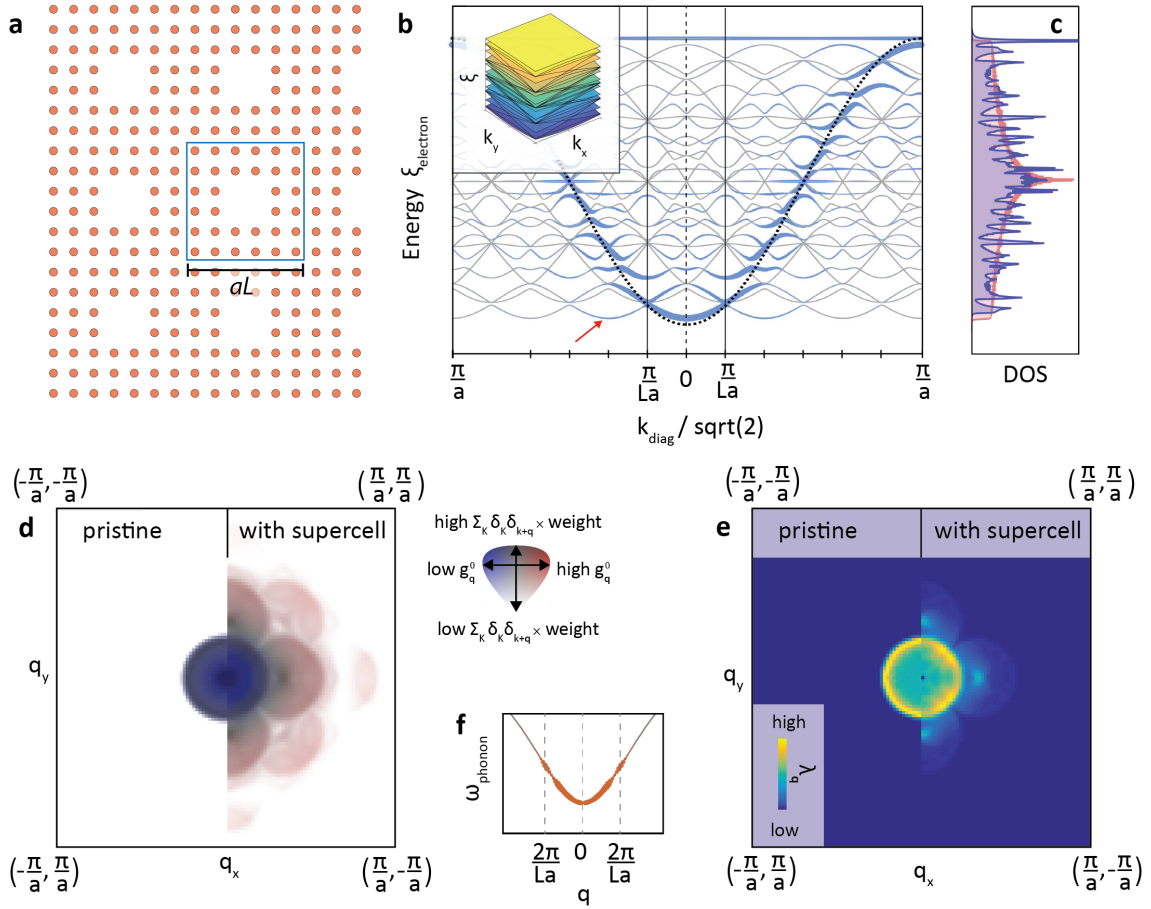 a
aL
b
ξ
k_y
k_x
Energy ξ_electron
π/a
π/La
0
π/La
π/a
k_diag / sqrt(2)
c
DOS
(-π/a, -π/a)
(π/a, π/a)
d
pristine
with supercell
q_y
(-π/a, π/a)
q_x
(π/a, -π/a)
high Σ_K δ_K δ_k+q × weight
low g_q^0
high g_q^0
low Σ_K δ_K δ_k+q × weight
f
ω_phonon
2π/La
0
2π/La
q
(-π/a, -π/a)
(π/a, π/a)
e
pristine
with supercell
q_y
high
λ_q
low
(-π/a, π/a)
q_x
(π/a, -π/a)